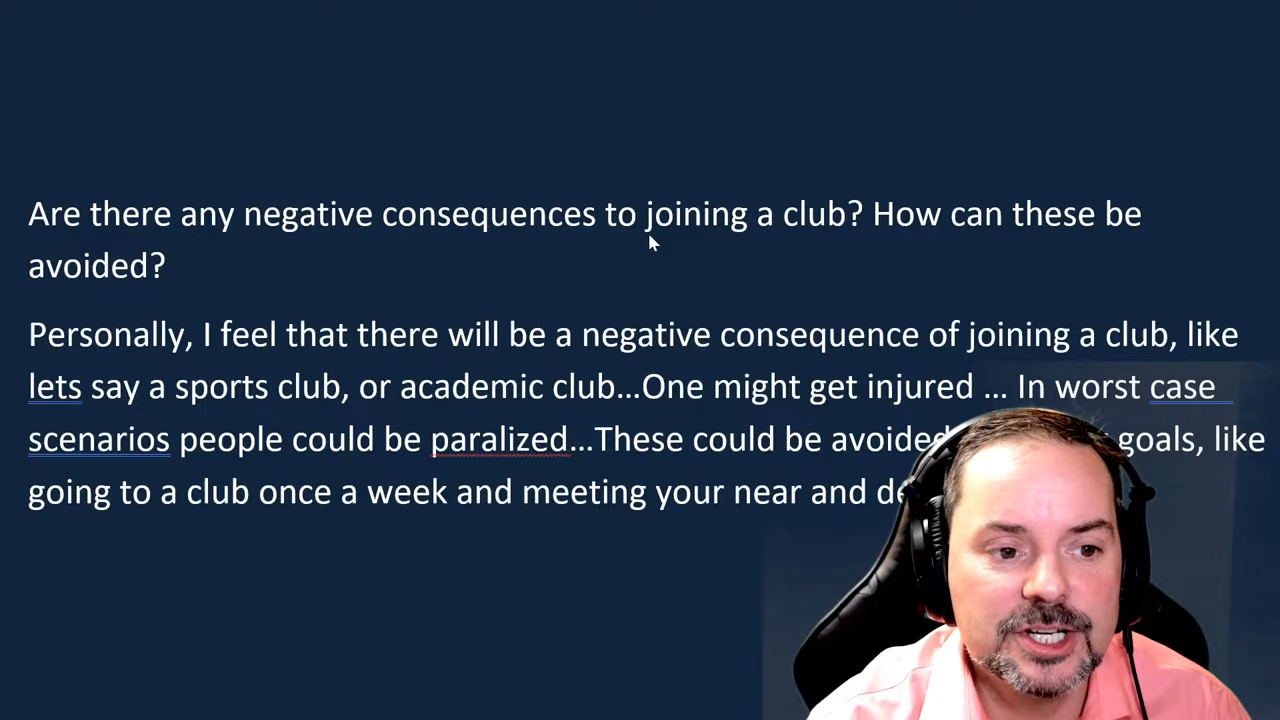 Are there any negative consequences to joining a club? How can these be
avoided?
Personally, I feel that there will be a negative consequence of joining a club, like
lets say a sports club, or academic club…One might get injured … In worst case
scenarios people could be paralized…These could be avoided goals, like
going to a club once a week and meeting your near and